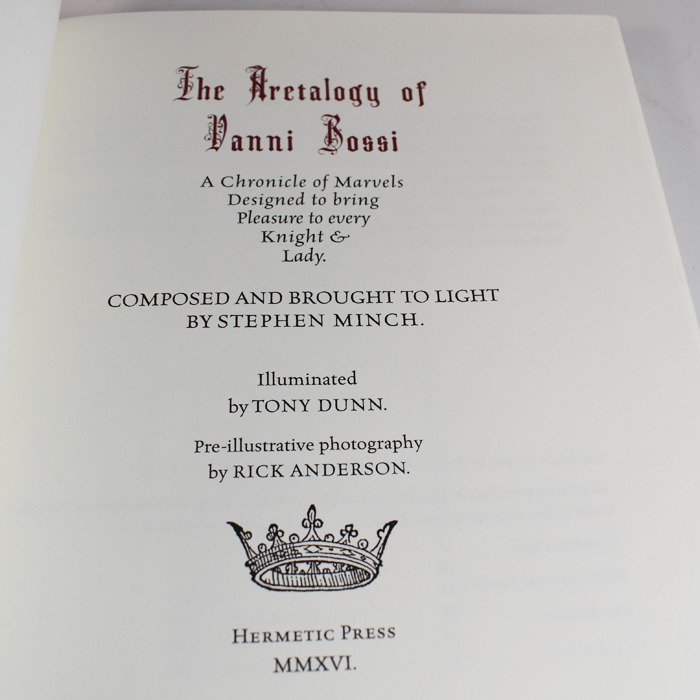 The Aretalogy of
Vanni Bossi
A Chronicle of Marvels
Designed to bring
Pleasure to every
Knight &
Lady.
COMPOSED AND BROUGHT TO LIGHT
BY STEPHEN MINCH.
Illuminated
by TONY DUNN.
Pre-illustrative photography
by RICK ANDERSON.
HERMETIC PRESS
MMXVI.